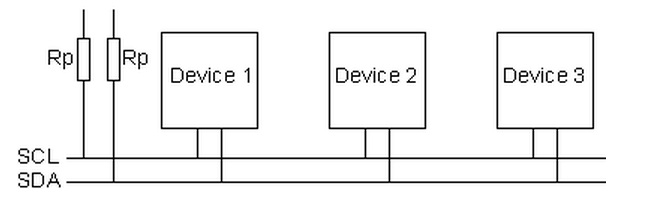 Rp Rp
Device 1 Device 2 Device 3
SCL
SDA